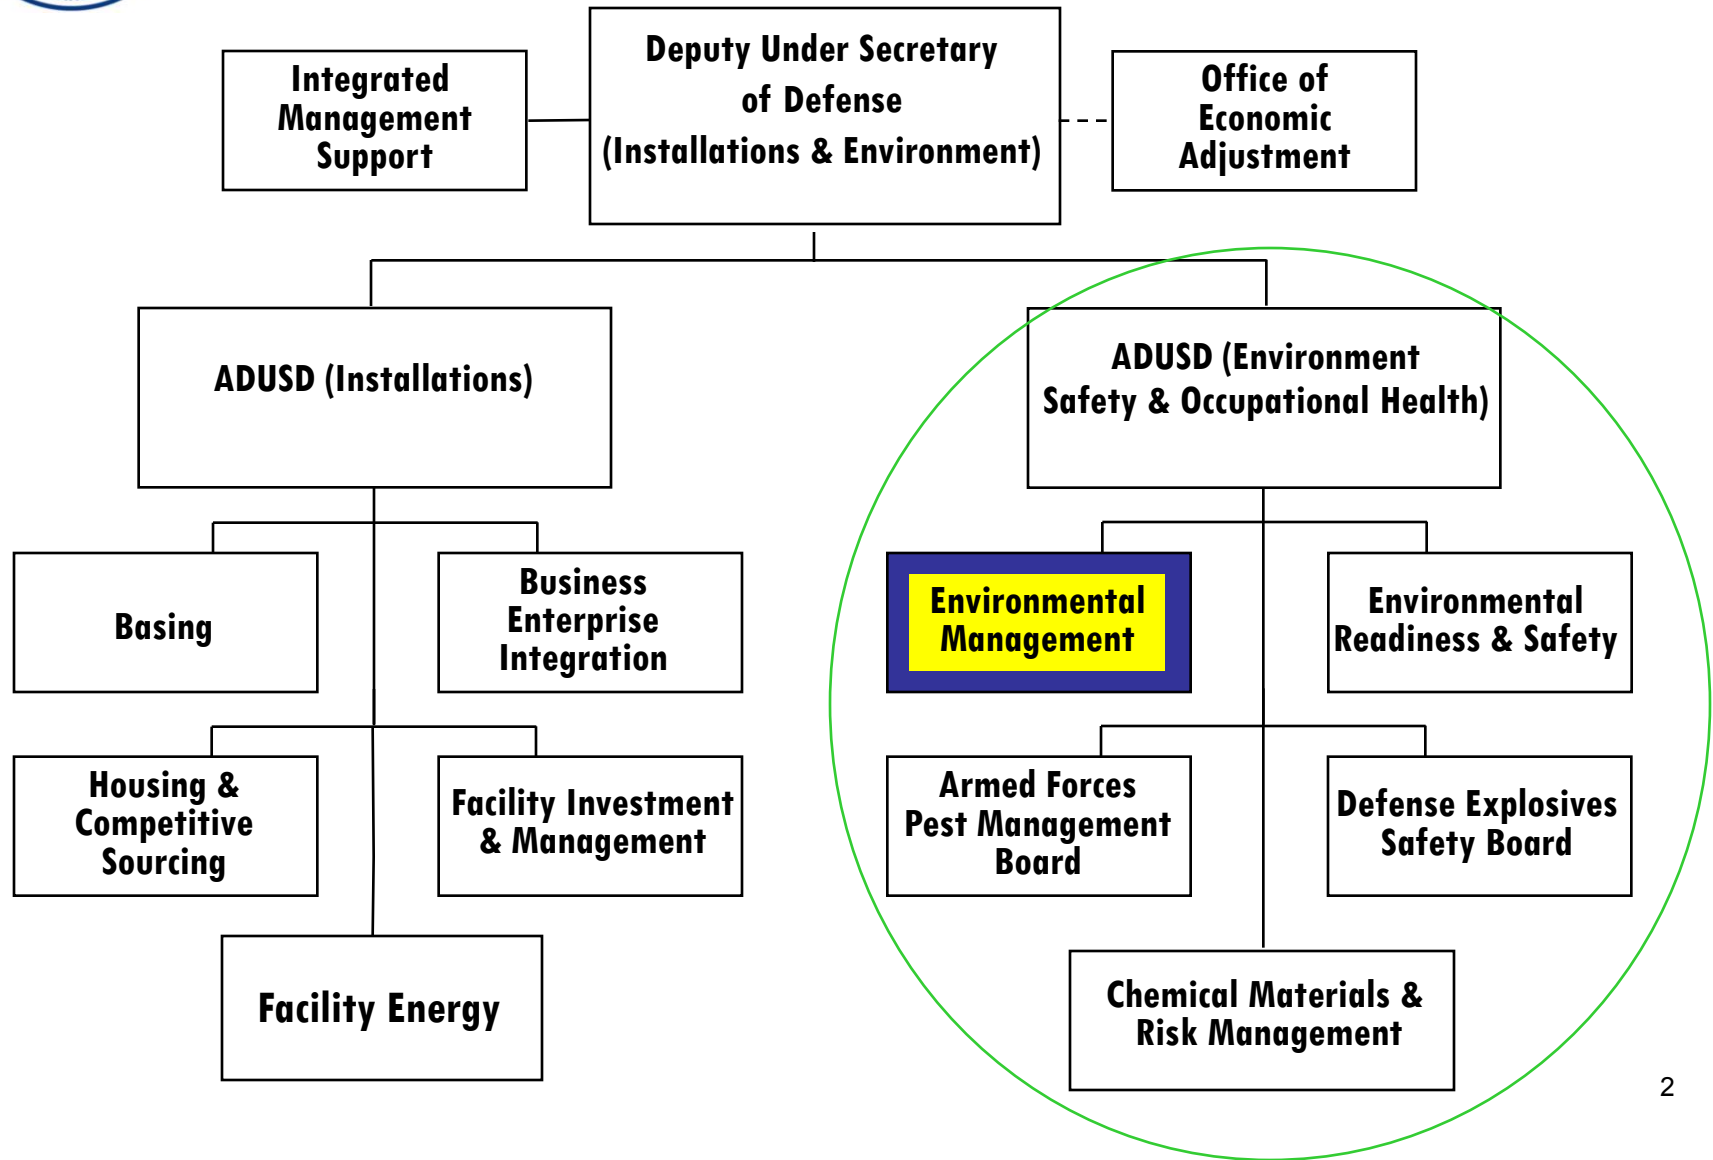 Deputy Under Secretary
of Defense
(Installations & Environment)
Integrated
Management
Support
Office of
Economic
Adjustment
ADUSD (Installations)
ADUSD (Environment
Safety & Occupational Health)
Basing
Business
Enterprise
Integration
Environmental
Management
Environmental
Readiness & Safety
Housing &
Competitive
Sourcing
Facility Investment
& Management
Armed Forces
Pest Management
Board
Defense Explosives
Safety Board
Facility Energy
Chemical Materials &
Risk Management
2